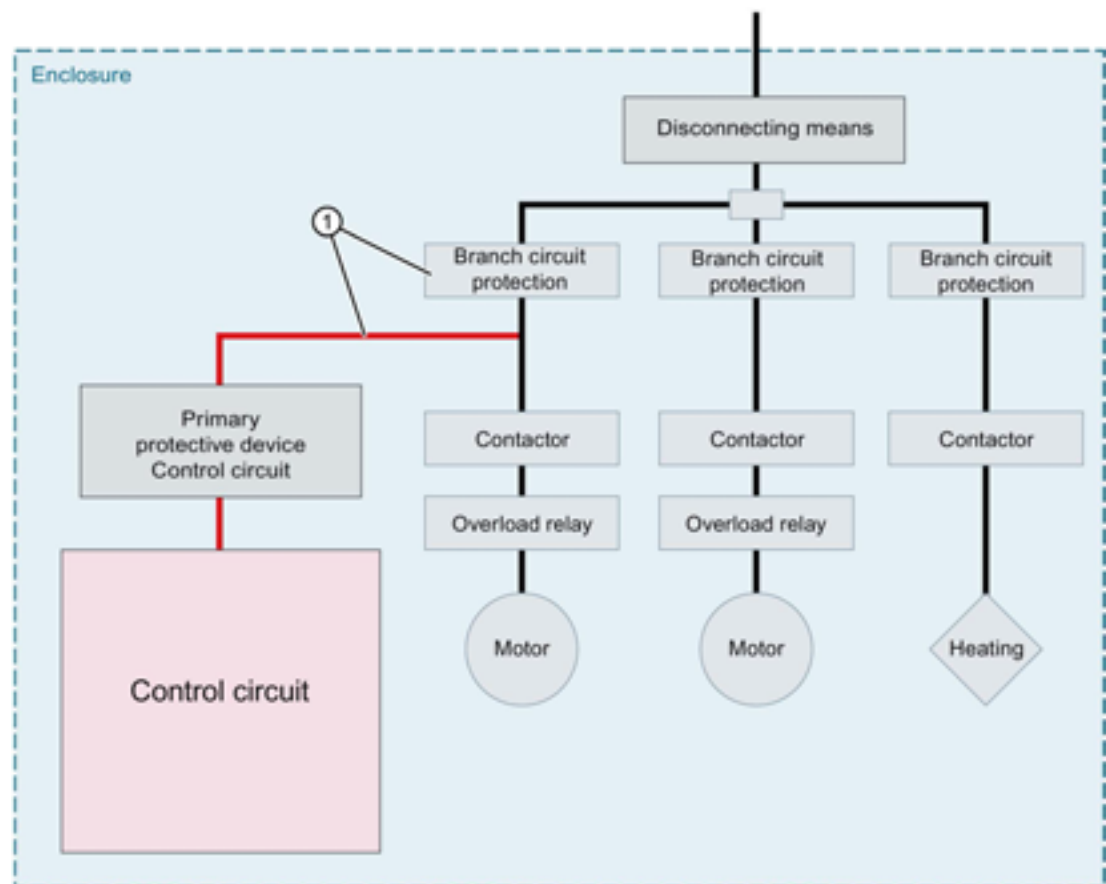 Enclosure
Disconnecting means
1
Branch circuit
protection
Branch circuit
protection
Branch circuit
protection
Primary
protective device
Control circuit
Contactor
Contactor
Contactor
Overload relay
Overload relay
Control circuit
Motor
Motor
Heating